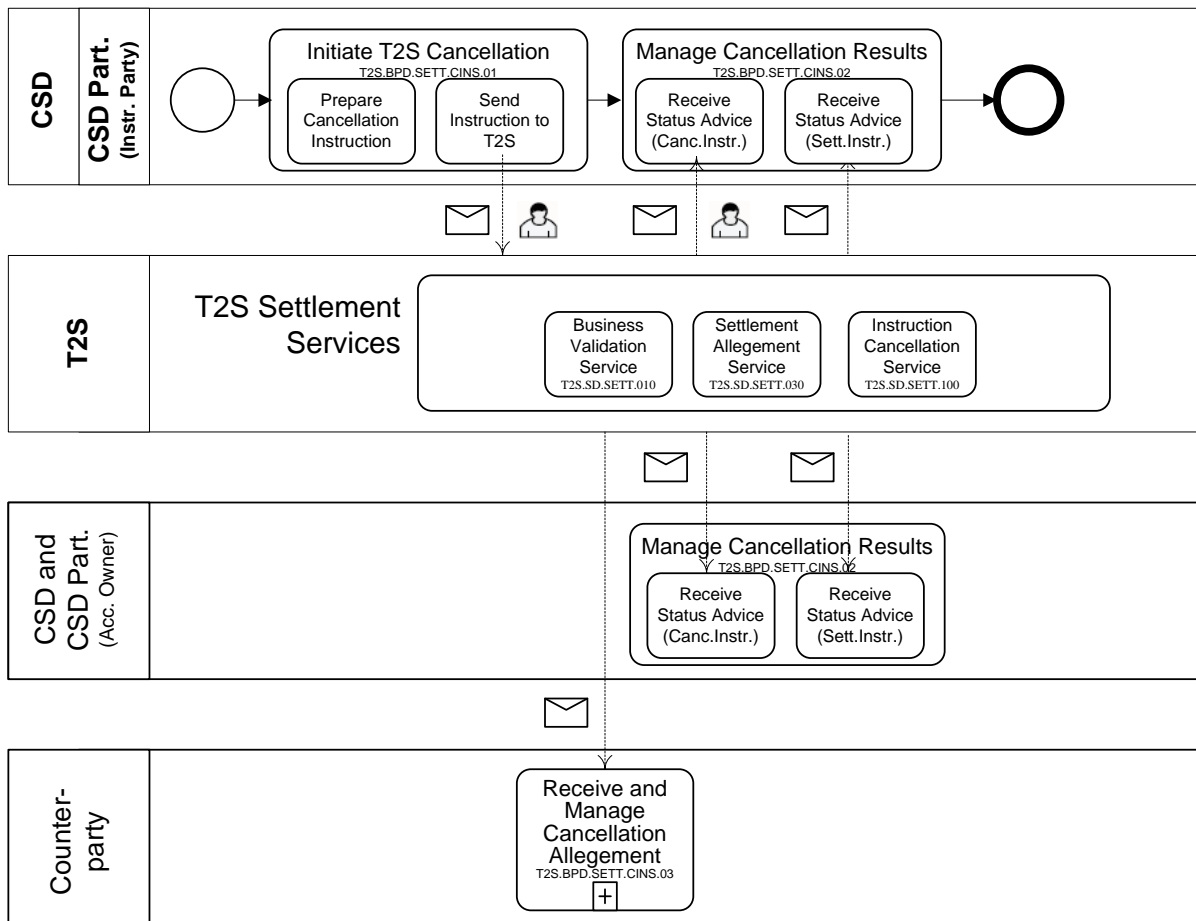 CSD
CSD Part.
(Instr. Party)
Initiate T2S Cancellation
T2S.BPD.SETT.CINS.01
Prepare
Cancellation
Instruction
Send
Instruction to
T2S
Manage Cancellation Results
T2S.BPD.SETT.CINS.02
Receive
Status Advice
(Canc.Instr.)
Receive
Status Advice
(Sett.Instr.)
T2S
T2S Settlement
Services
Business
Validation
Service
T2S.SD.SETT.010
Settlement
Allegement
Service
T2S.SD.SETT.030
Instruction
Cancellation
Service
T2S.SD.SETT.100
CSD and
CSD Part.
(Acc. Owner)
Manage Cancellation Results
T2S.BPD.SETT.CINS.02
Receive
Status Advice
(Canc.Instr.)
Receive
Status Advice
(Sett.Instr.)
Counter-
party
Receive and
Manage
Cancellation
Allegement
T2S.BPD.SETT.CINS.03
+